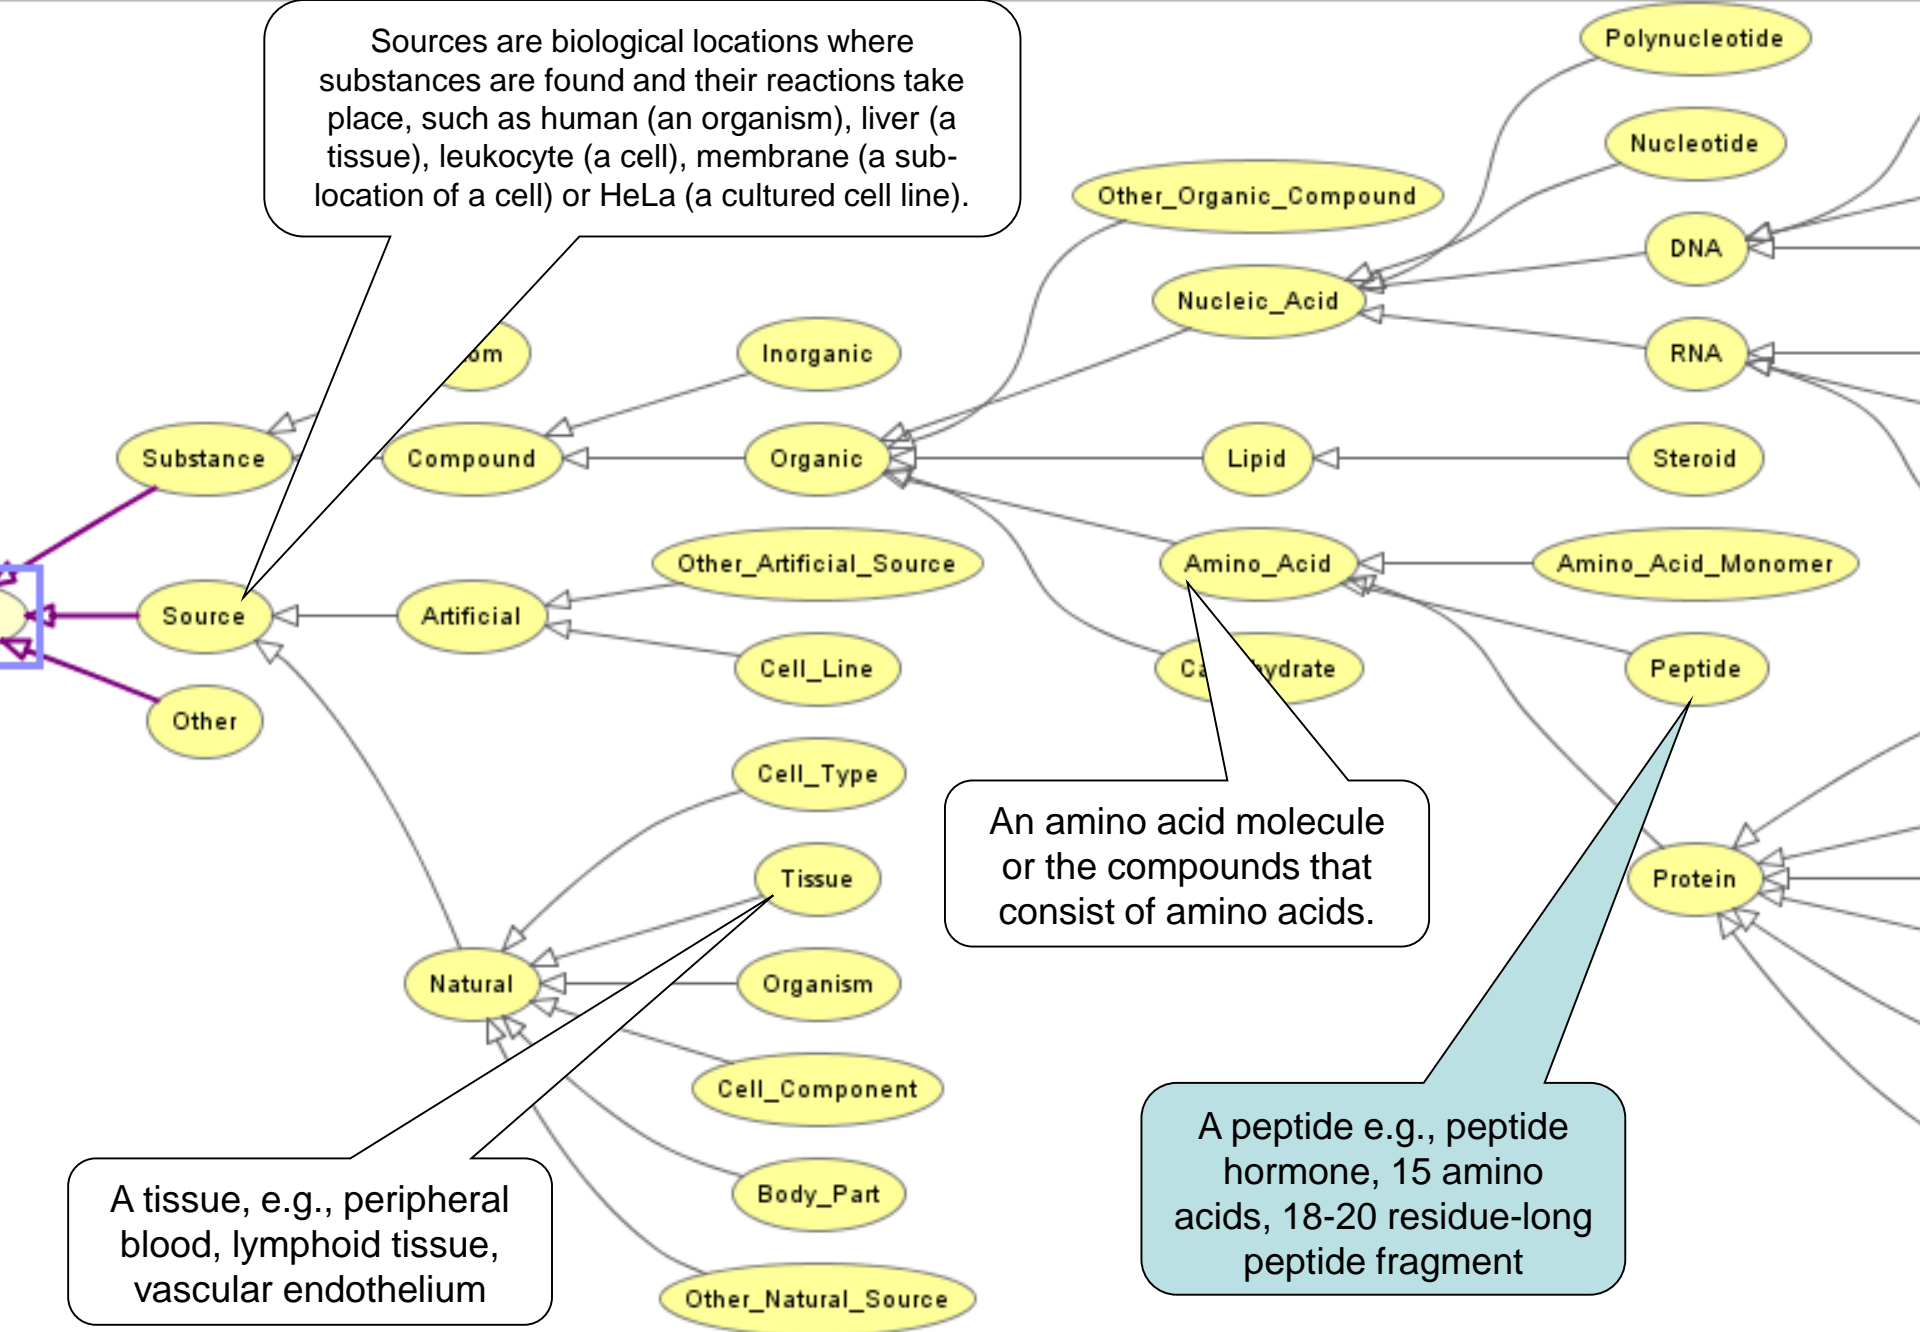 Sources are biological locations where
substances are found and their reactions take
place, such as human (an organism), liver (a
tissue), leukocyte (a cell), membrane (a sub-
location of a cell) or HeLa (a cultured cell line).
Polynucleotide
Nucleotide
Other_Organic_Compound
DNA
Nucleic_Acid
RNA
Inorganic
Substance
Compound
Organic
Lipid
Steroid
Other_Artificial_Source
Amino_Acid
Amino_Acid_Monomer
Source
Artificial
Cell_Line
Peptide
Other
Cell_Type
An amino acid molecule
or the compounds that
consist of amino acids.
Tissue
Protein
Natural
Organism
Cell_Component
A peptide e.g., peptide
hormone, 15 amino
acids, 18-20 residue-long
peptide fragment
Body_Part
A tissue, e.g., peripheral
blood, lymphoid tissue,
vascular endothelium
Other_Natural_Source